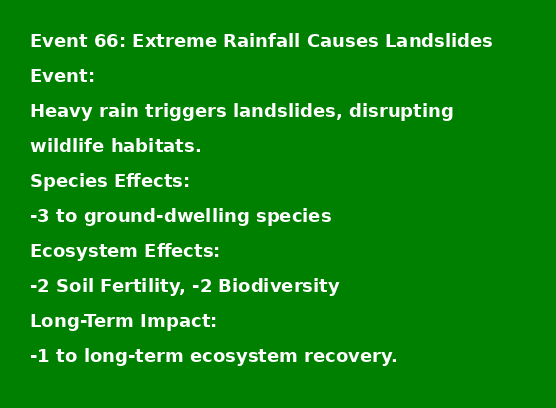 Event 66: Extreme Rainfall Causes Landslides
Event:
Heavy rain triggers landslides, disrupting
wildlife habitats.
Species Effects:
-3 to ground-dwelling species
Ecosystem Effects:
-2 Soil Fertility, -2 Biodiversity
Long-Term Impact:
-1 to long-term ecosystem recovery.